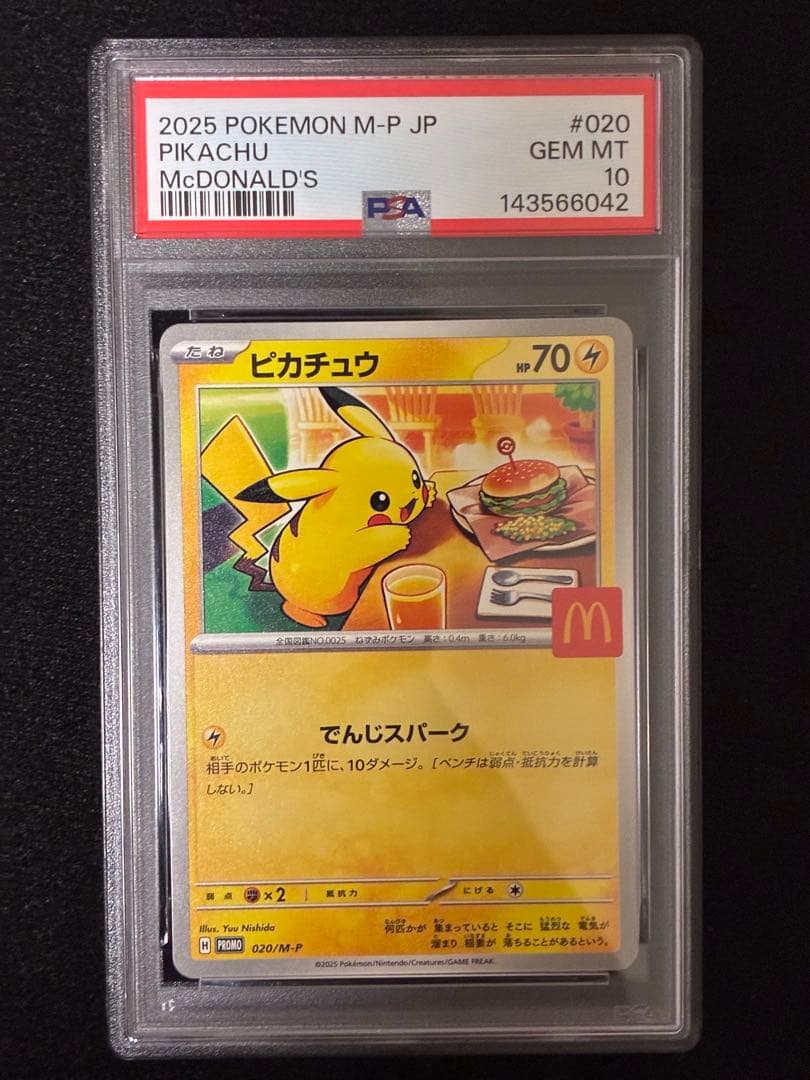 2025 POKEMON M-P JP #020
PIKACHU GEM MT
McDONALD'S 10
PSA 143566042
たね ピカチュウ HP 70
全国図鑑NO.0025 ねずみポケモン 高さ:0.4m 重さ:6.0kg
でんじスパーク
相手のポケモン1匹に、10ダメージ。[ベンチは弱点・抵抗力を計算
しない。]
弱点 ×2 抵抗力 にげる
Illus. Yuu Nishida
何匹かが 集まっていると そこに 猛烈な 電気が
溜まり 稲妻が 落ちることがあるという。
H PROMO 020/M-P
©2025 Pokémon/Nintendo/Creatures/GAME FREAK